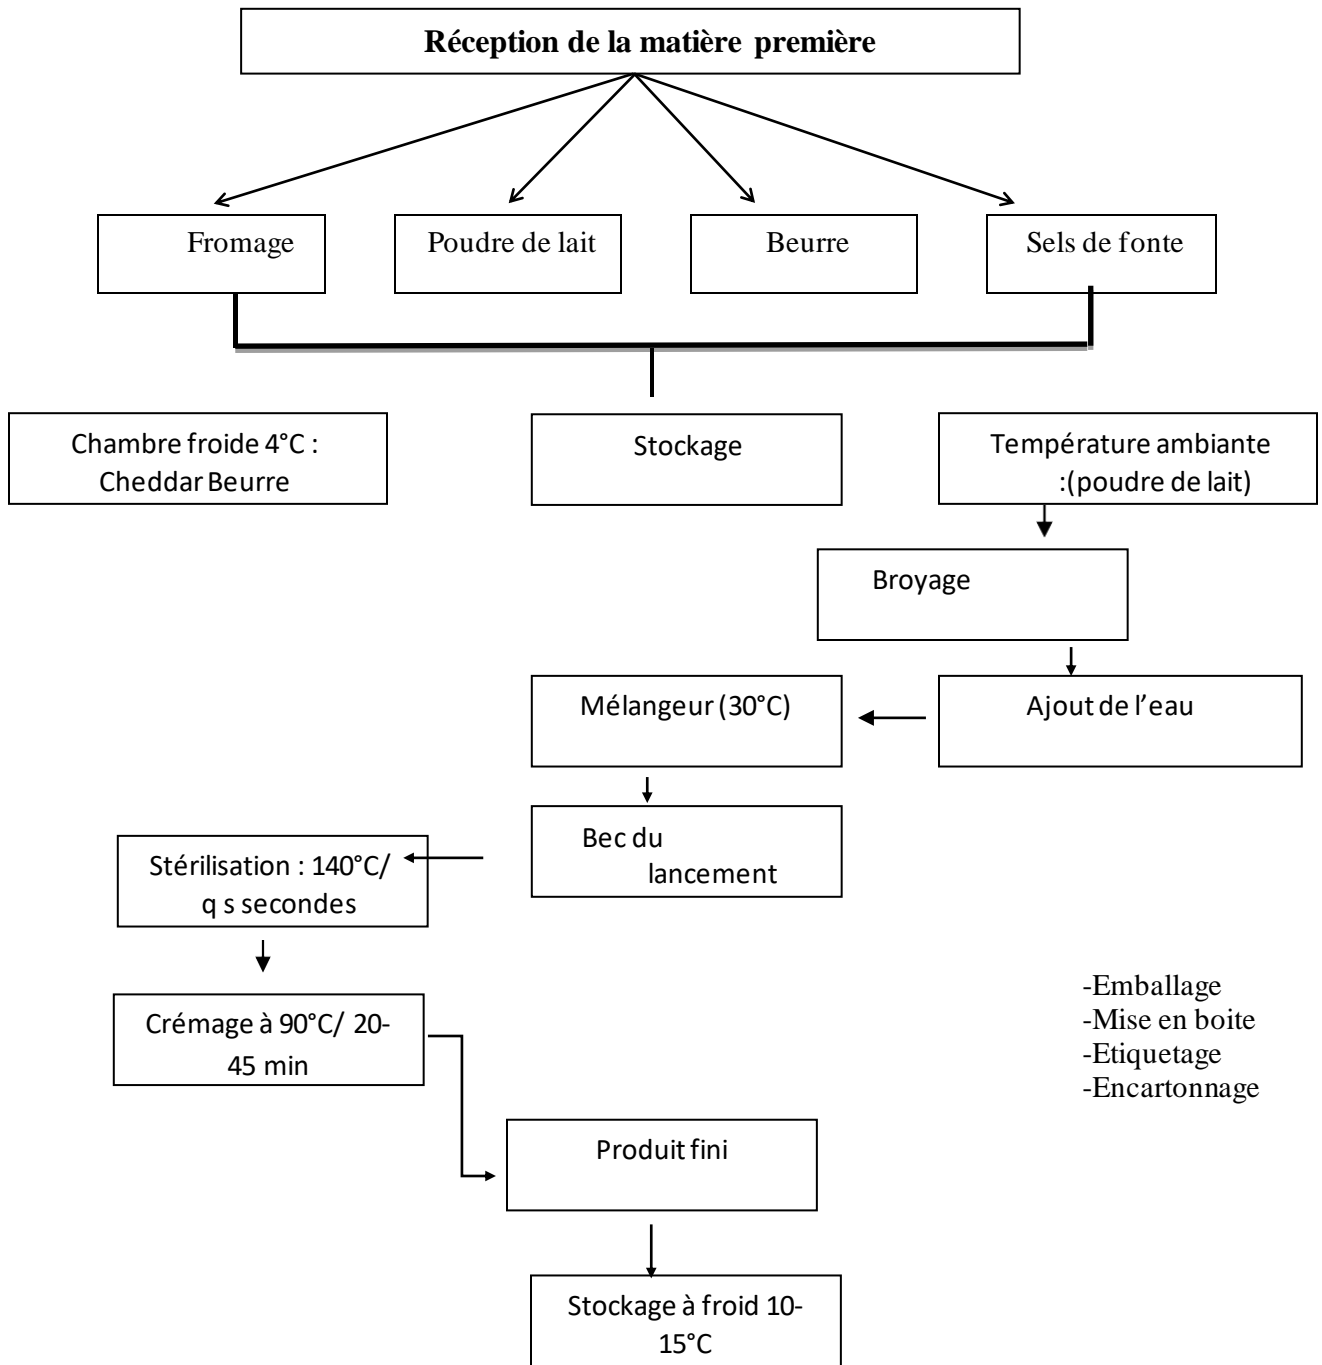 Réception de la matière première
Fromage
Poudre de lait
Beurre
Sels de fonte
Chambre froide 4°C :
Cheddar Beurre
Stockage
Température ambiante
:(poudre de lait)
Broyage
Mélangeur (30°C)
Ajout de l’eau
Bec du
lancement
Stérilisation : 140°C/
q s secondes
Crémage à 90°C/ 20-
45 min
-Emballage
-Mise en boite
-Etiquetage
-Encartonnage
Produit fini
Stockage à froid 10-
15°C